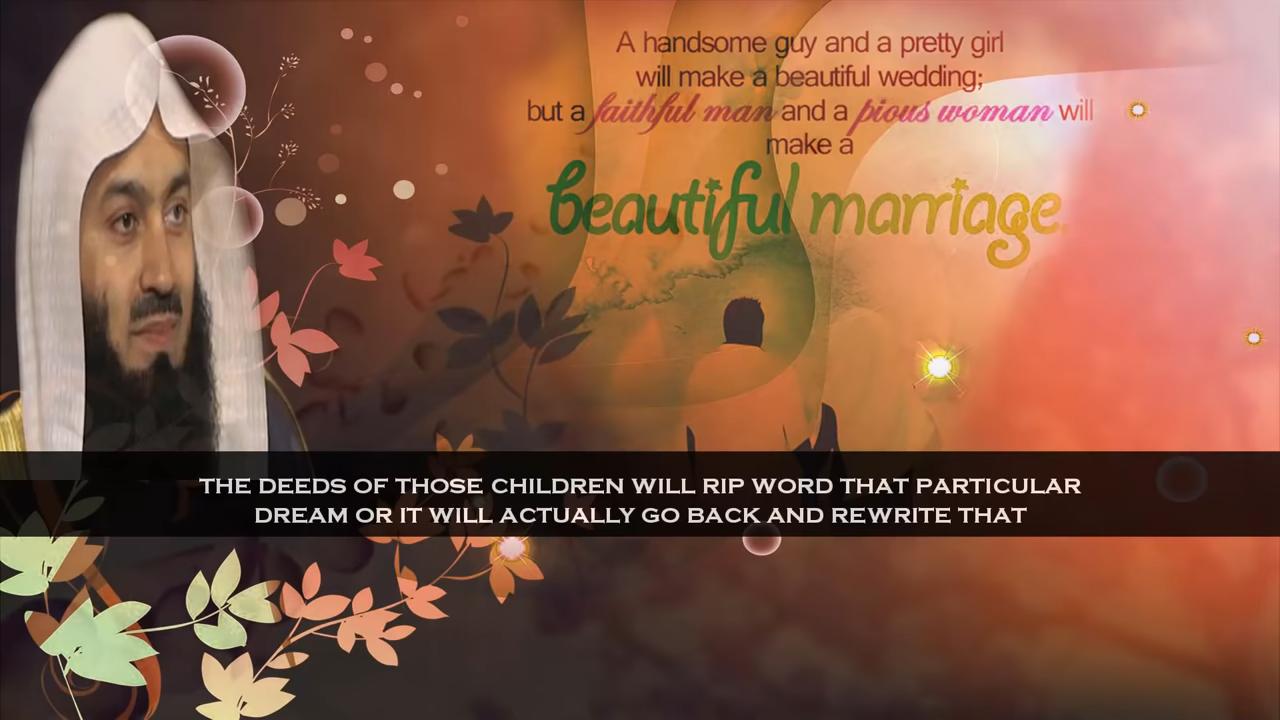 A handsome guy and a pretty girl
will make a beautiful wedding;
but a faithful man and a pious woman will
make a
beautiful marriage.
THE DEEDS OF THOSE CHILDREN WILL RIP WORD THAT PARTICULAR
DREAM OR IT WILL ACTUALLY GO BACK AND REWRITE THAT